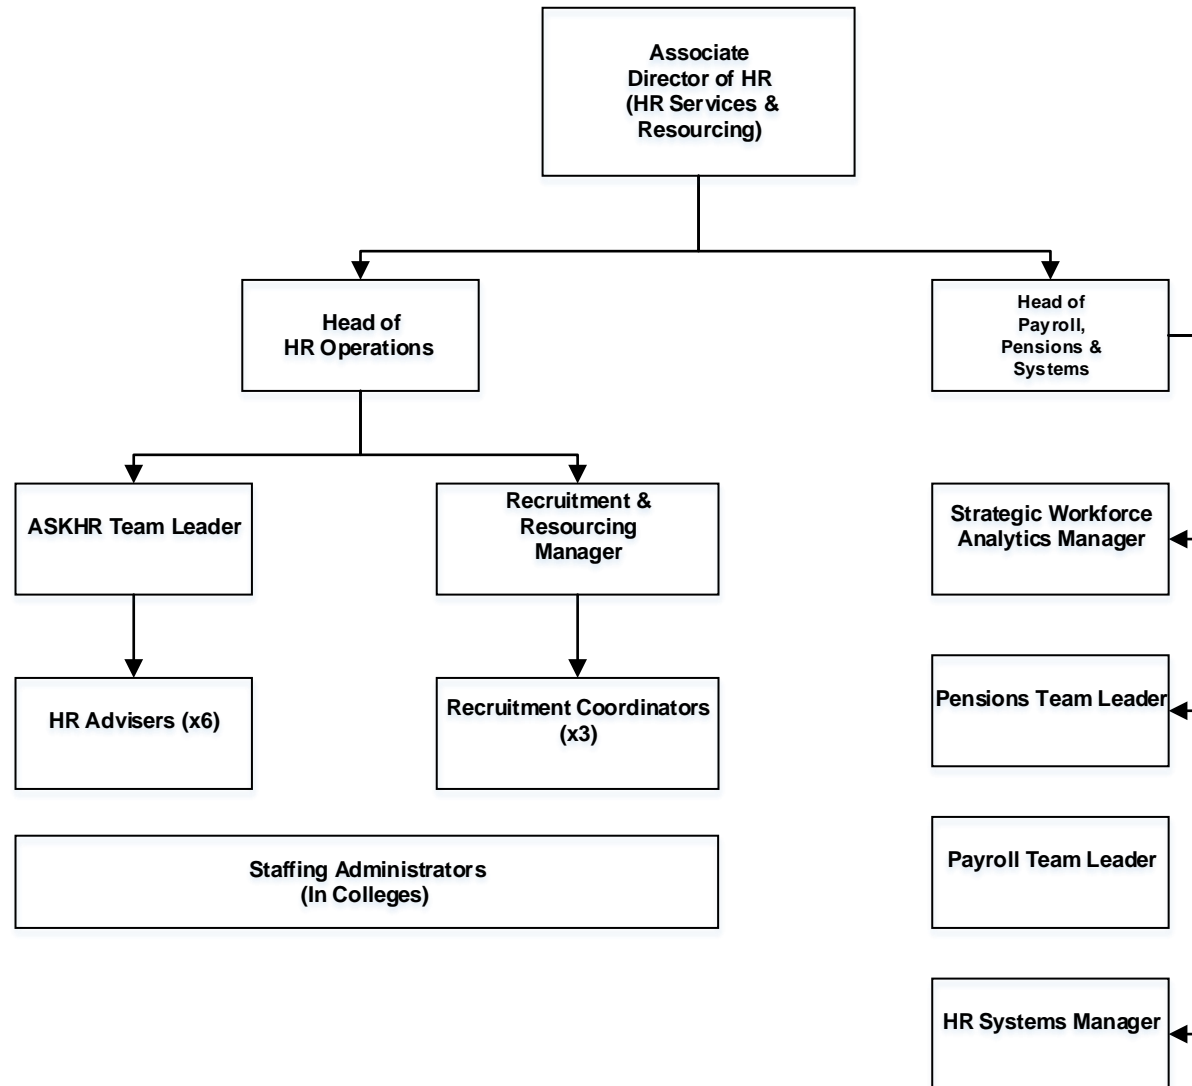 Associate
Director of HR
(HR Services &
Resourcing)
Head of
HR Operations
Head of
Payroll,
Pensions &
Systems
ASKHR Team Leader
Recruitment &
Resourcing
Manager
Strategic Workforce
Analytics Manager
HR Advisers (x6)
Recruitment Coordinators
(x3)
Pensions Team Leader
Staffing Administrators
(In Colleges)
Payroll Team Leader
HR Systems Manager